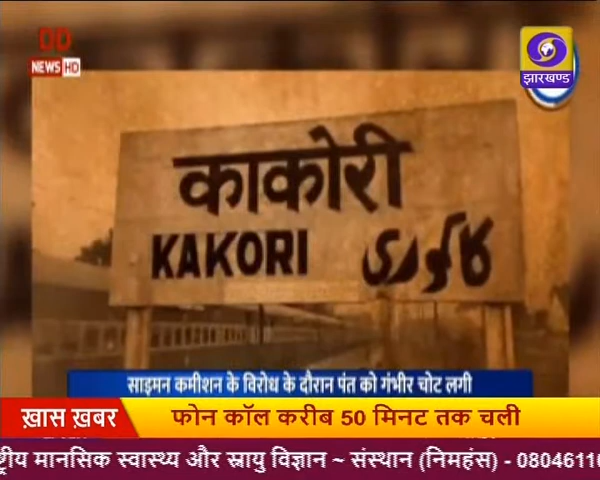 DD
NEWS HD
झारखण्ड
काकोरी
KAKORI کاکوری
साइमन कमीशन के विरोध के दौरान पंत को गंभीर चोट लगी
ख़ास ख़बर
फोन कॉल करीब 50 मिनट तक चली
ष्ट्रीय मानसिक स्वास्थ्य और स्नायु विज्ञान ~ संस्थान (निमहंस) - 0804611